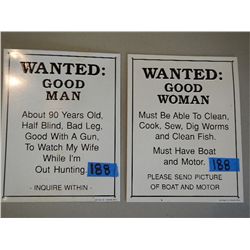 WANTED:
GOOD
MAN
About 90 Years Old,
Half Blind, Bad Leg,
Good With A Gun,
To Watch My Wife
While I'm
Out Hunting.
188
- INQUIRE WITHIN -
WANTED:
GOOD
WOMAN
Must Be Able To Clean,
Cook, Sew, Dig Worms
and Clean Fish.
Must Have Boat
and Motor.
188
PLEASE SEND PICTURE
OF BOAT AND MOTOR